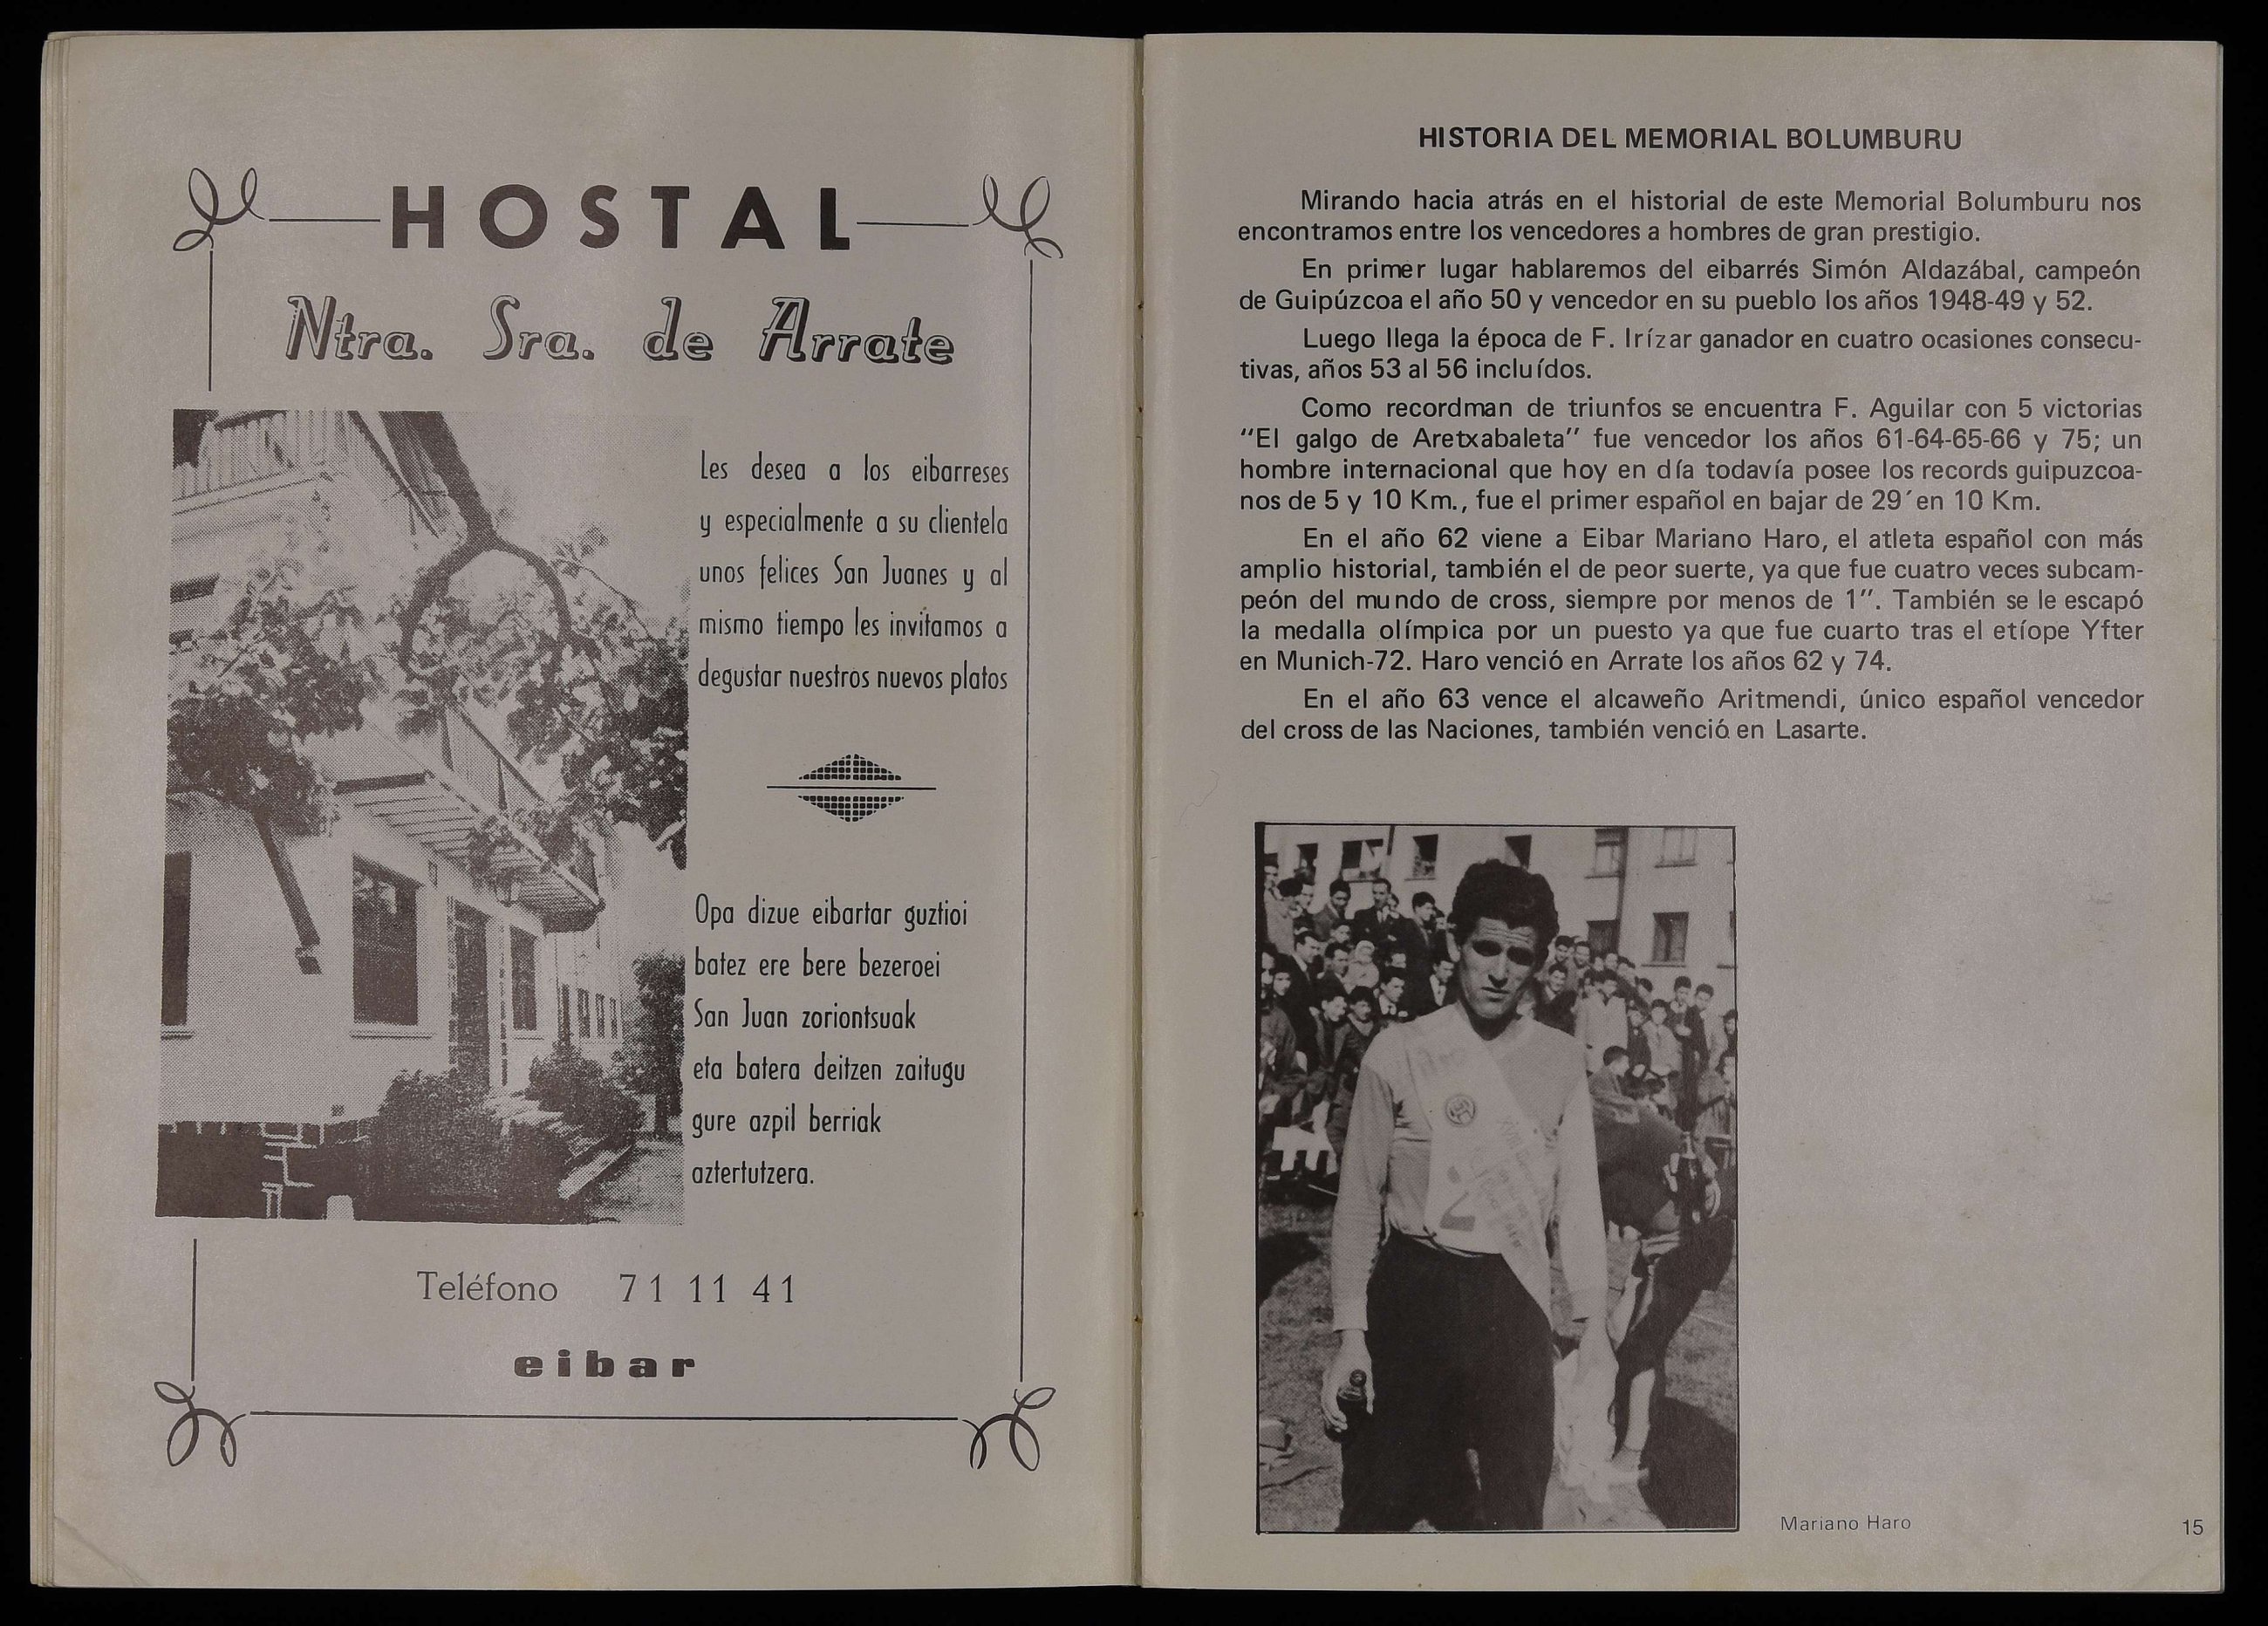 HOSTAL
Ntra. Sra. de Arrate
Les desea a los eibarreses
y especialmente a su clientela
unos felices San Juanes y al
mismo tiempo les invitamos a
degustar nuestros nuevos platos
Opa dizue eibartar guztioi
batez ere bere bezeroei
San Juan zoriontsuak
eta batera deitzen zaitugu
gure azpil berriak
aztertutzera.
Teléfono 71 11 41
eibar
HISTORIA DEL MEMORIAL BOLUMBURU
Mirando hacia atrás en el historial de este Memorial Bolumburu nos
encontramos entre los vencedores a hombres de gran prestigio.
En primer lugar hablaremos del eibarrés Simón Aldazábal, campeón
de Guipúzcoa el año 50 y vencedor en su pueblo los años 1948-49 y 52.
Luego llega la época de F. Irízar ganador en cuatro ocasiones consecu-
tivas, años 53 al 56 incluídos.
Como recordman de triunfos se encuentra F. Aguilar con 5 victorias
"El galgo de Aretxabaleta" fue vencedor los años 61-64-65-66 y 75; un
hombre internacional que hoy en día todavía posee los records guipuzcoa-
nos de 5 y 10 Km., fue el primer español en bajar de 29´en 10 Km.
En el año 62 viene a Eibar Mariano Haro, el atleta español con más
amplio historial, también el de peor suerte, ya que fue cuatro veces subcam-
peón del mundo de cross, siempre por menos de 1". También se le escapó
la medalla olímpica por un puesto ya que fue cuarto tras el etíope Yfter
en Munich-72. Haro venció en Arrate los años 62 y 74.
En el año 63 vence el alcaweño Aritmendi, único español vencedor
del cross de las Naciones, también venció en Lasarte.
2
Mariano Haro
15